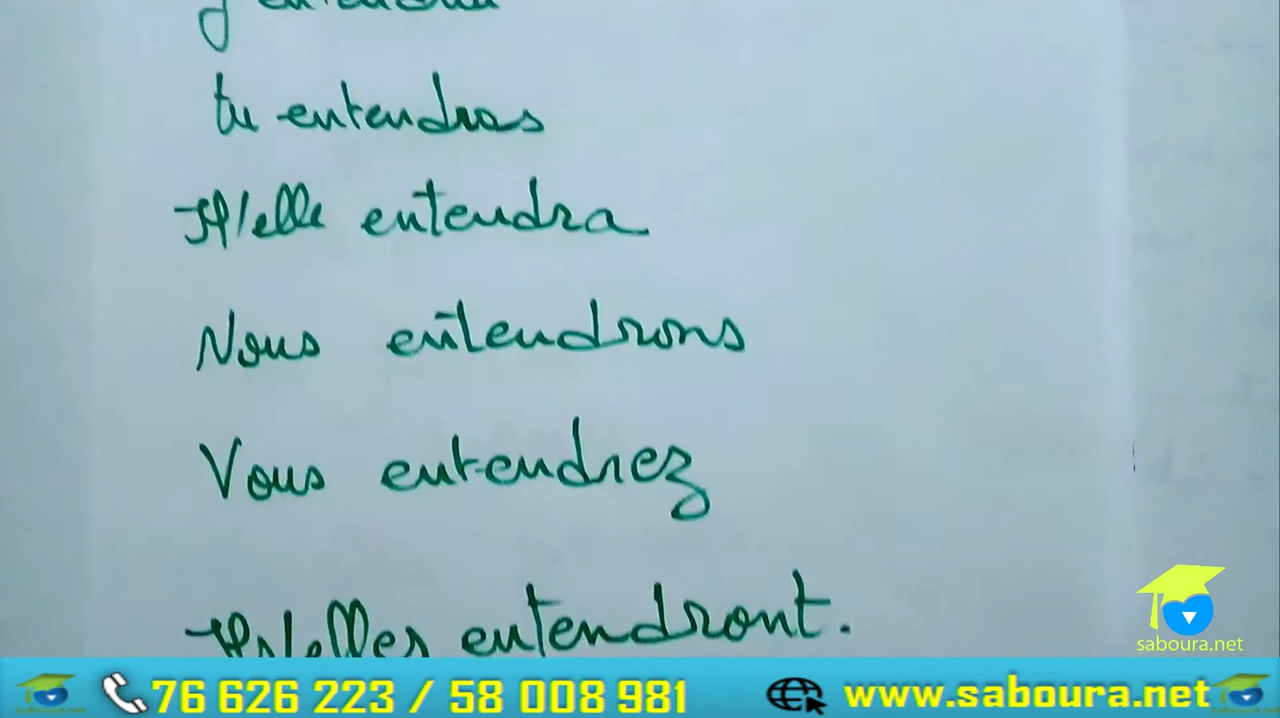 tu entendras
Il/elle entendra
Nous entendrons
Vous entendrez
Ils/elles entendront.
saboura.net
76 626 223 / 58 008 981
www.saboura.net